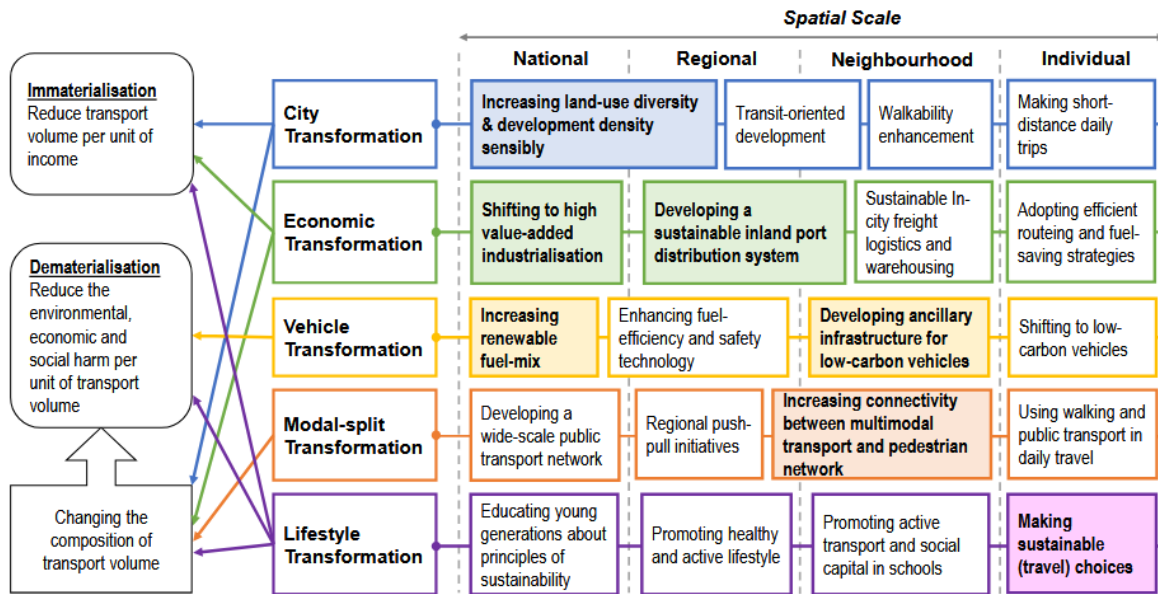 Spatial Scale
National
Regional
Neighbourhood
Individual
Immaterialisation
Reduce transport
volume per unit of
income
Dematerialisation
Reduce the
environmental,
economic and
social harm per
unit of transport
volume
Changing the
composition of
transport volume
City
Transformation
Increasing land-use diversity
& development density
sensibly
Transit-oriented
development
Walkability
enhancement
Making short-
distance daily
trips
Economic
Transformation
Shifting to high
value-added
industrialisation
Developing a
sustainable inland port
distribution system
Sustainable In-
city freight
logistics and
warehousing
Adopting efficient
routeing and fuel-
saving strategies
Vehicle
Transformation
Increasing
renewable
fuel-mix
Enhancing fuel-
efficiency and safety
technology
Developing ancillary
infrastructure for
low-carbon vehicles
Shifting to low-
carbon vehicles
Modal-split
Transformation
Developing a
wide-scale public
transport network
Regional push-
pull initiatives
Increasing connectivity
between multimodal
transport and pedestrian
network
Using walking and
public transport in
daily travel
Lifestyle
Transformation
Educating young
generations about
principles of
sustainability
Promoting healthy
and active lifestyle
Promoting active
transport and social
capital in schools
Making
sustainable
(travel) choices